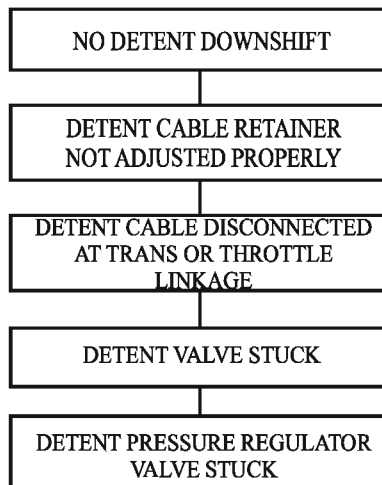 NO DETENT DOWNSHIFT
DETENT CABLE RETAINER
NOT ADJUSTED PROPERLY
DETENT CABLE DISCONNECTED
AT TRANS OR THROTTLE
LINKAGE
DETENT VALVE STUCK
DETENT PRESSURE REGULATOR
VALVE STUCK